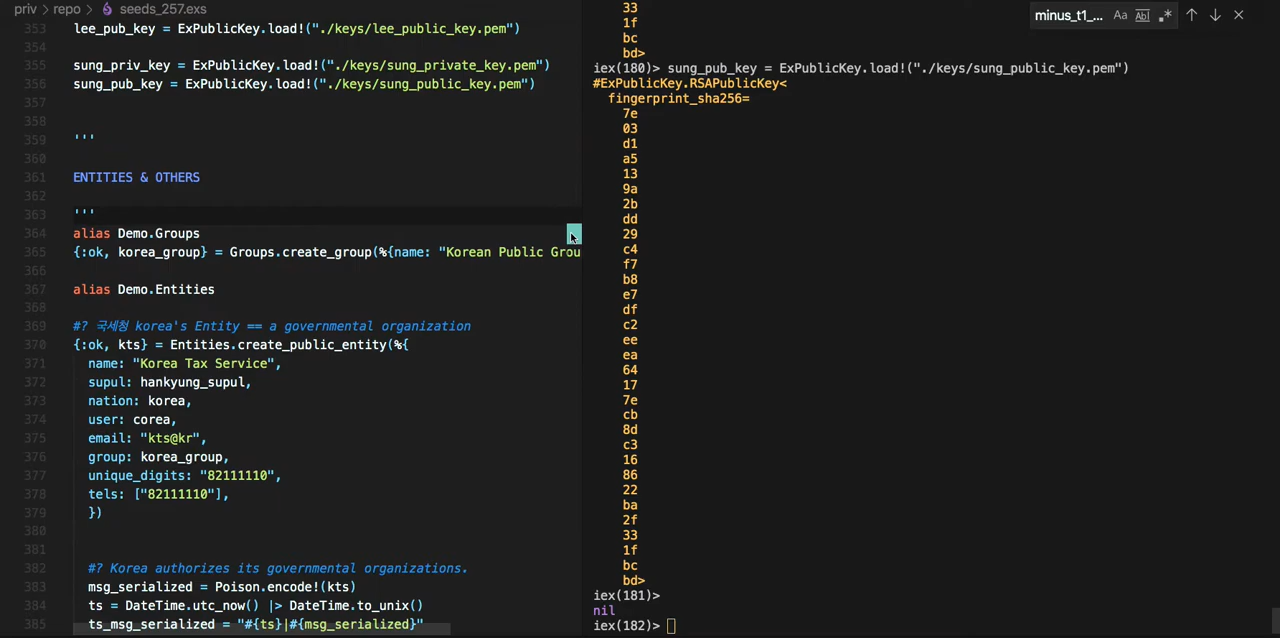 priv > repo > seeds_257.exs
353 lee_pub_key = ExPublicKey.load!("./keys/lee_public_key.pem")
354
355 sung_priv_key = ExPublicKey.load!("./keys/sung_private_key.pem")
356 sung_pub_key = ExPublicKey.load!("./keys/sung_public_key.pem")
357
358
359 '''
360
361 ENTITIES & OTHERS
362
363 '''
364 alias Demo.Groups
365 {:ok, korea_group} = Groups.create_group(%{name: "Korean Public Grou
366
367 alias Demo.Entities
368
369 #? 국세청 korea's Entity == a governmental organization
370 {:ok, kts} = Entities.create_public_entity(%{
371 name: "Korea Tax Service",
372 supul: hankyung_supul,
373 nation: korea,
374 user: corea,
375 email: "kts@kr",
376 group: korea_group,
377 unique_digits: "82111110",
378 tels: ["82111110"],
379 })
380
381
382 #? Korea authorizes its governmental organizations.
383 msg_serialized = Poison.encode!(kts)
384 ts = DateTime.utc_now() |> DateTime.to_unix()
385 ts_msg_serialized = "#{ts}|#{msg_serialized}"
33
1f
bc
bd>
iex(180)> sung_pub_key = ExPublicKey.load!("./keys/sung_public_key.pem")
#ExPublicKey.RSAPublicKey<
fingerprint_sha256=
7e
03
d1
a5
13
9a
2b
dd
29
c4
f7
b8
e7
df
c2
ee
ea
64
17
7e
cb
8d
c3
16
86
22
ba
2f
33
1f
bc
bd>
iex(181)>
nil
iex(182)>
minus_t1_... Aa Abl .*